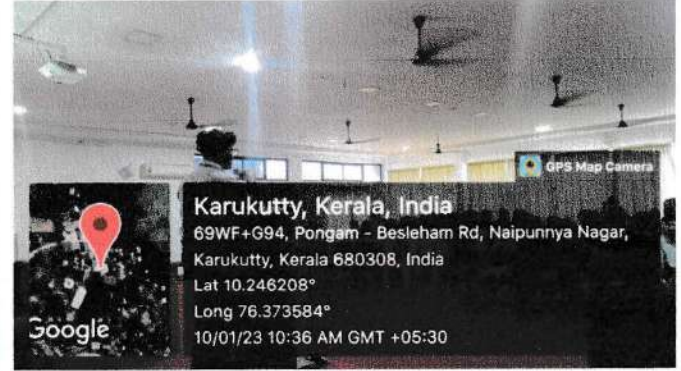 GPS Map Camera
Karukutty, Kerala, India
69WF+G94, Pongam - Besleham Rd, Naipunnya Nagar,
Karukutty, Kerala 680308, India
Lat 10.246208°
Long 76.373584°
10/01/23 10:36 AM GMT +05:30
Google